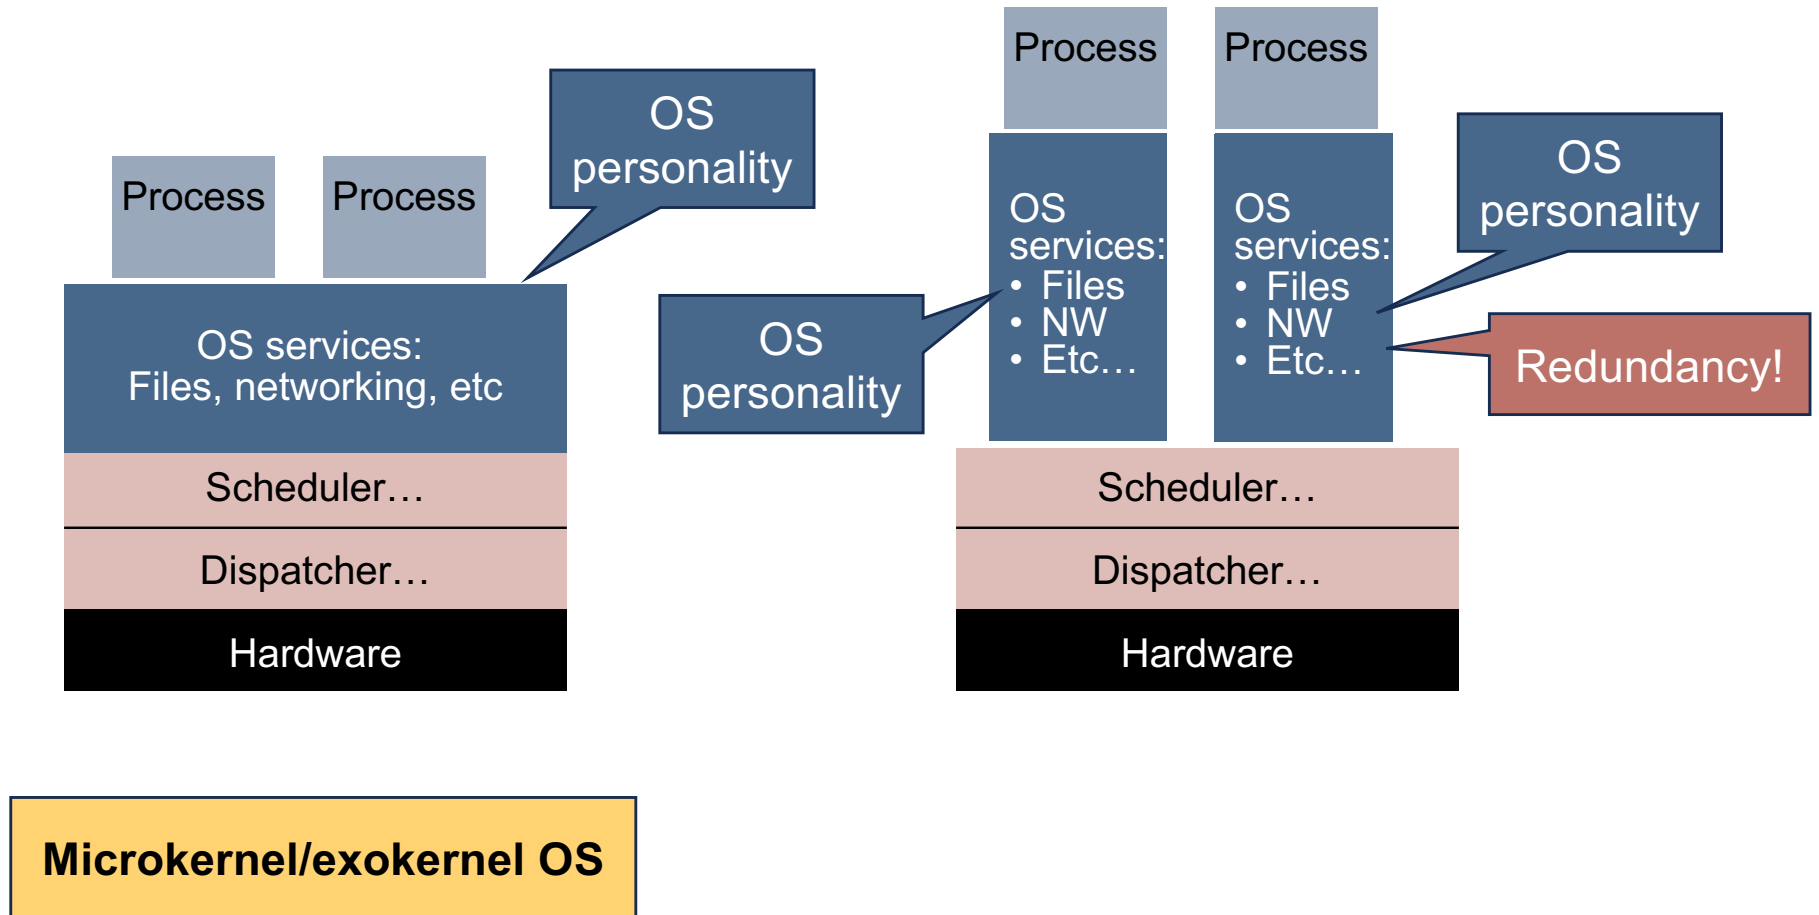 Process
Process
OS
personality
OS services:
Files, networking, etc
Scheduler…
Dispatcher…
Hardware
Process
Process
OS
personality
OS
services:
• Files
• NW
• Etc…
OS
services:
• Files
• NW
• Etc…
OS
personality
Redundancy!
Scheduler…
Dispatcher…
Hardware
Microkernel/exokernel OS